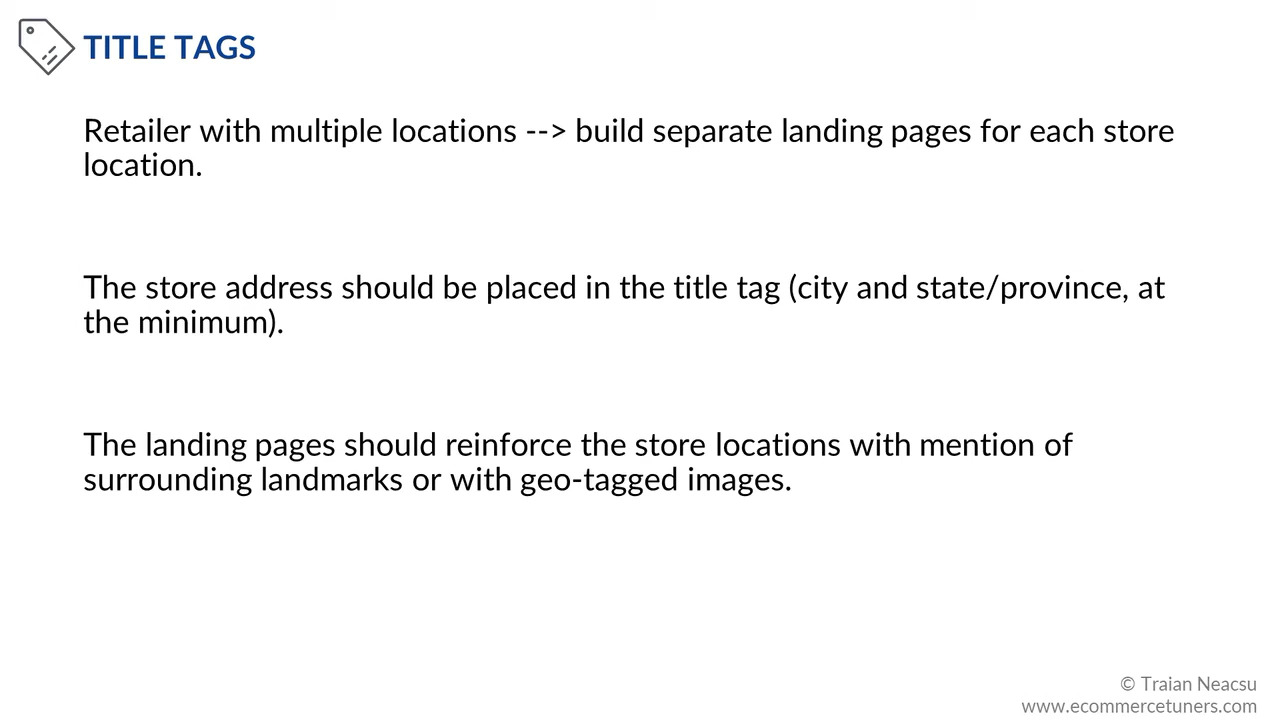 TITLE TAGS
Retailer with multiple locations --> build separate landing pages for each store
location.
The store address should be placed in the title tag (city and state/province, at
the minimum).
The landing pages should reinforce the store locations with mention of
surrounding landmarks or with geo-tagged images.
© Traian Neacsu
www.ecommercetuners.com